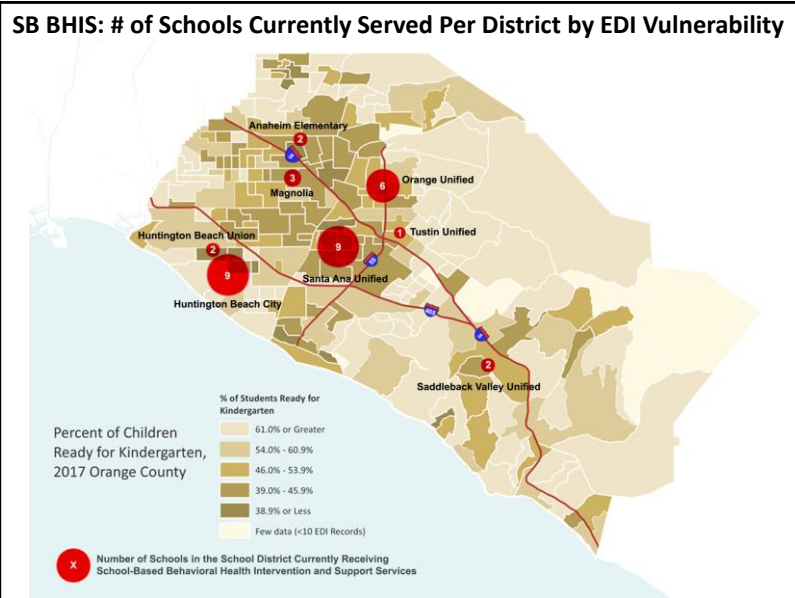 SB BHIS: # of Schools Currently Served Per District by EDI Vulnerability
Anaheim Elementary
2
5
3
Magnolia
6
Orange Unified
1
Tustin Unified
Huntington Beach Union
2
9
Santa Ana Unified
55
9
Huntington Beach City
405
5
2
Saddleback Valley Unified
% of Students Ready for
Kindergarten
61.0% or Greater
54.0% - 60.9%
46.0% - 53.9%
39.0% - 45.9%
38.9% or Less
Few data (<10 EDI Records)
Percent of Children
Ready for Kindergarten,
2017 Orange County
X
Number of Schools in the School District Currently Receiving
School-Based Behavioral Health Intervention and Support Services